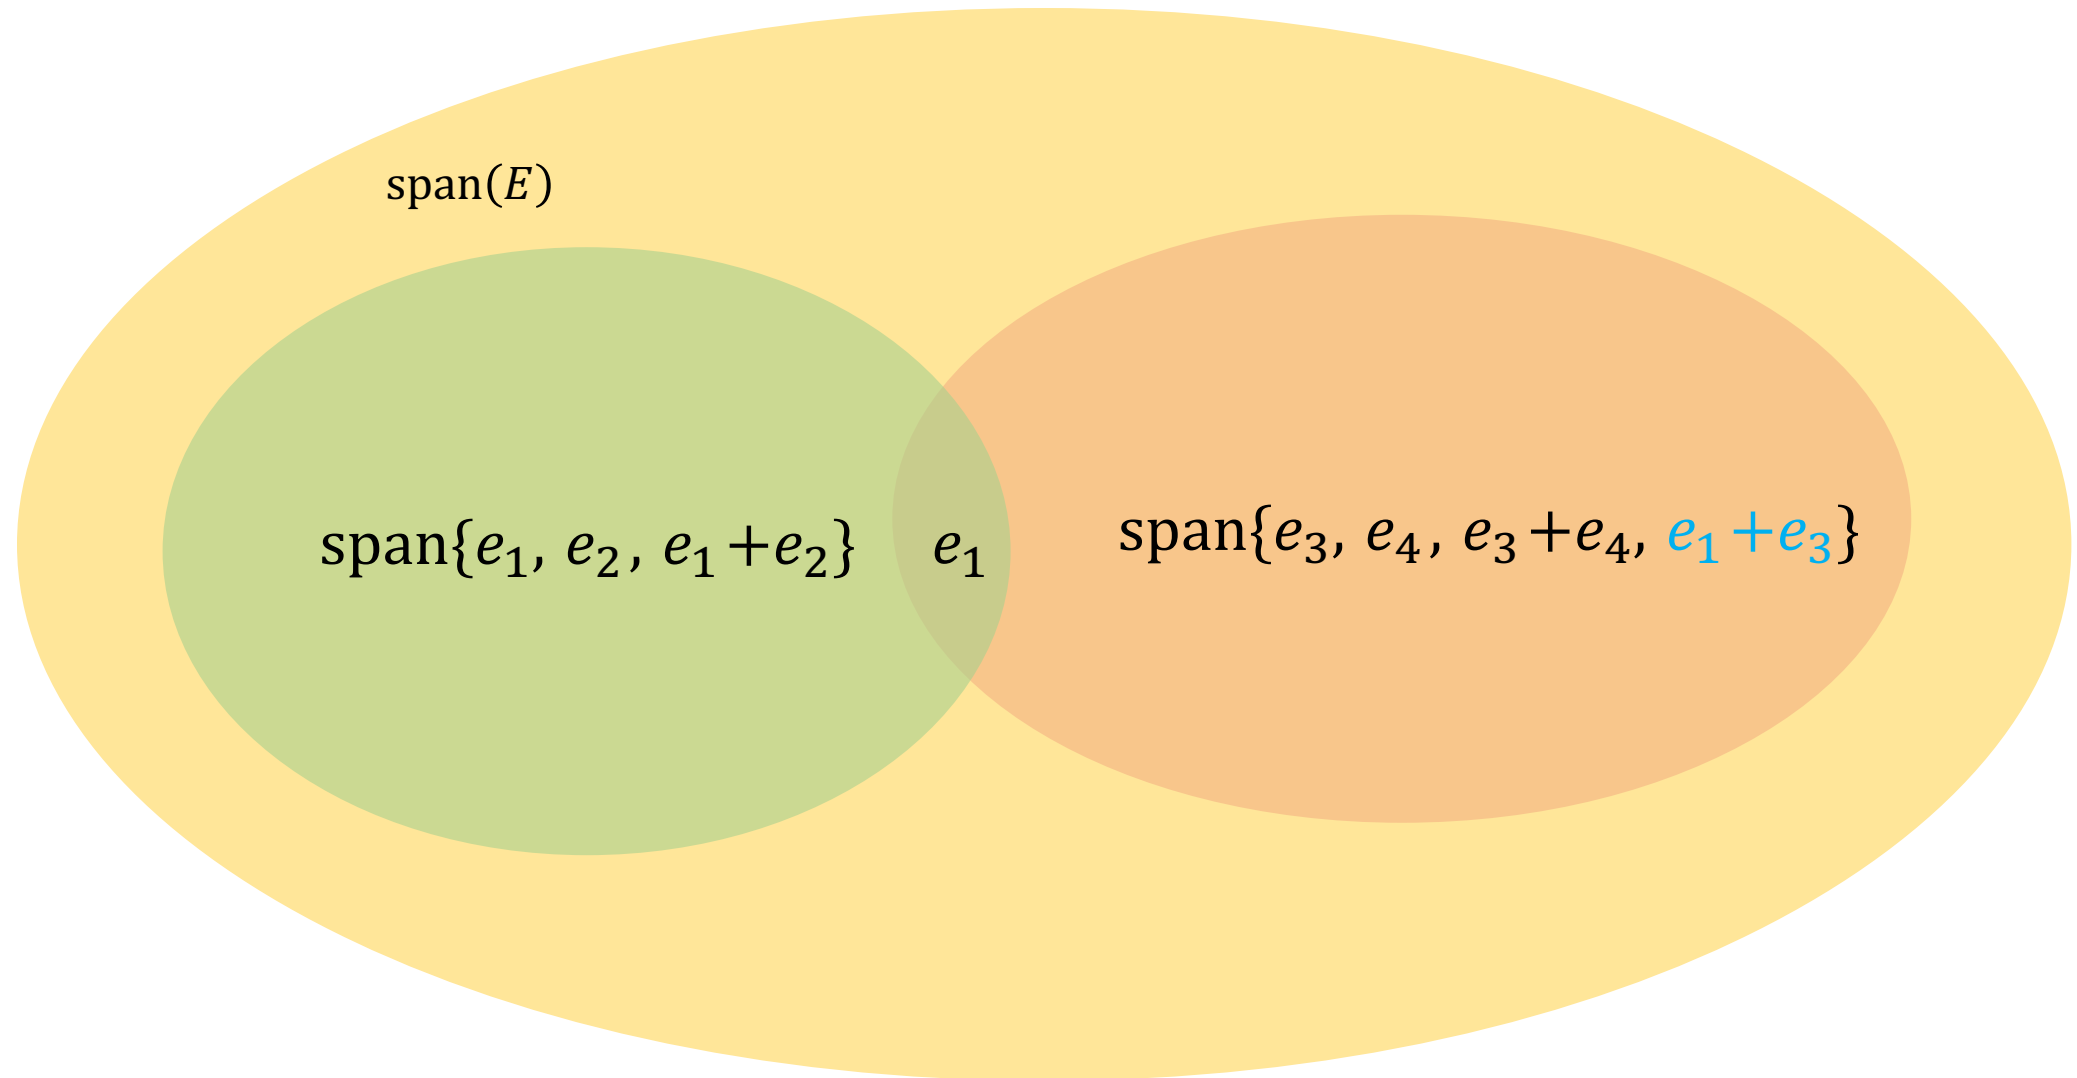 span(E)
span{e₁, e₂, e₁+e₂}
e₁
span{e₃, e₄, e₃+e₄, e₁+e₃}